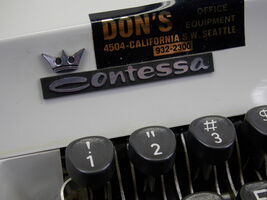 DON'S OFFICE EQUIPMENT
4504-CALIFORNIA S.W. SEATTLE
932-2300
contessa
! " #
1 2 3